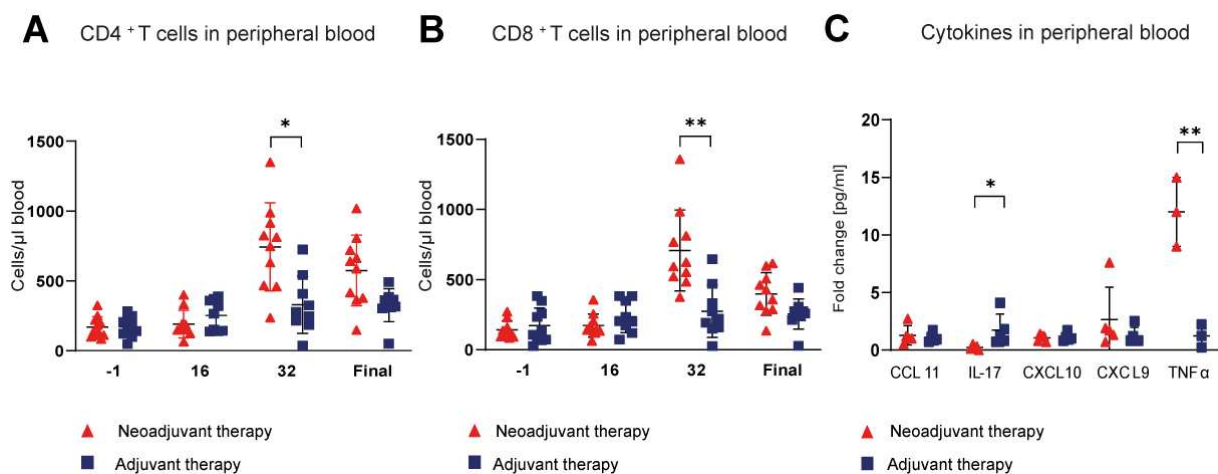 A CD4 + T cells in peripheral blood
Cells/µl blood
1500
1000
500
0
*
-1 16 32 Final
Neoadjuvant therapy
Adjuvant therapy
B CD8 + T cells in peripheral blood
Cells/µl blood
1500
1000
500
0
**
-1 16 32 Final
Neoadjuvant therapy
Adjuvant therapy
C Cytokines in peripheral blood
Fold change [pg/ml]
20
15
10
5
0
*
**
CCL 11 IL-17 CXCL10 CXCL9 TNFα
Neoadjuvant therapy
Adjuvant therapy